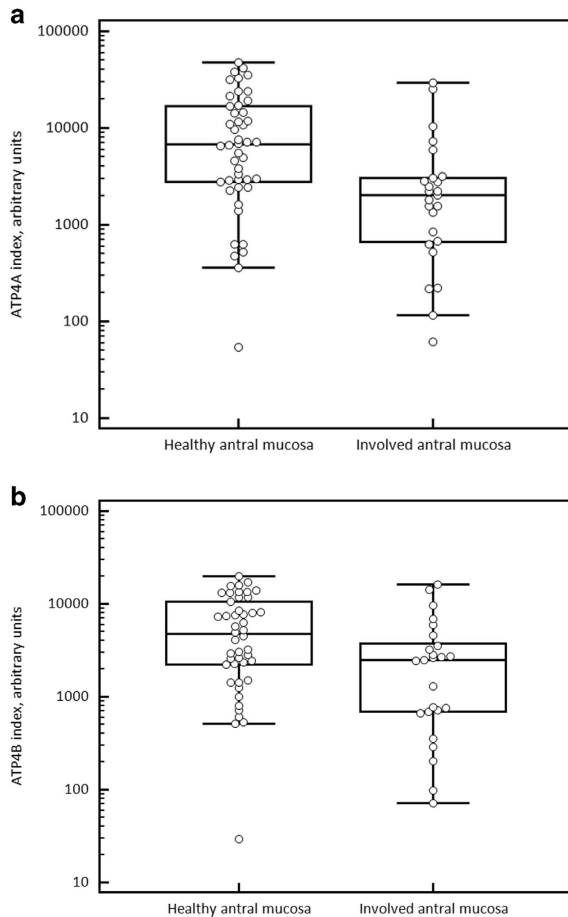 a
100000
10000
1000
100
10
ATP4A index, arbitrary units
Healthy antral mucosa
Involved antral mucosa
b
100000
10000
1000
100
10
ATP4B index, arbitrary units
Healthy antral mucosa
Involved antral mucosa